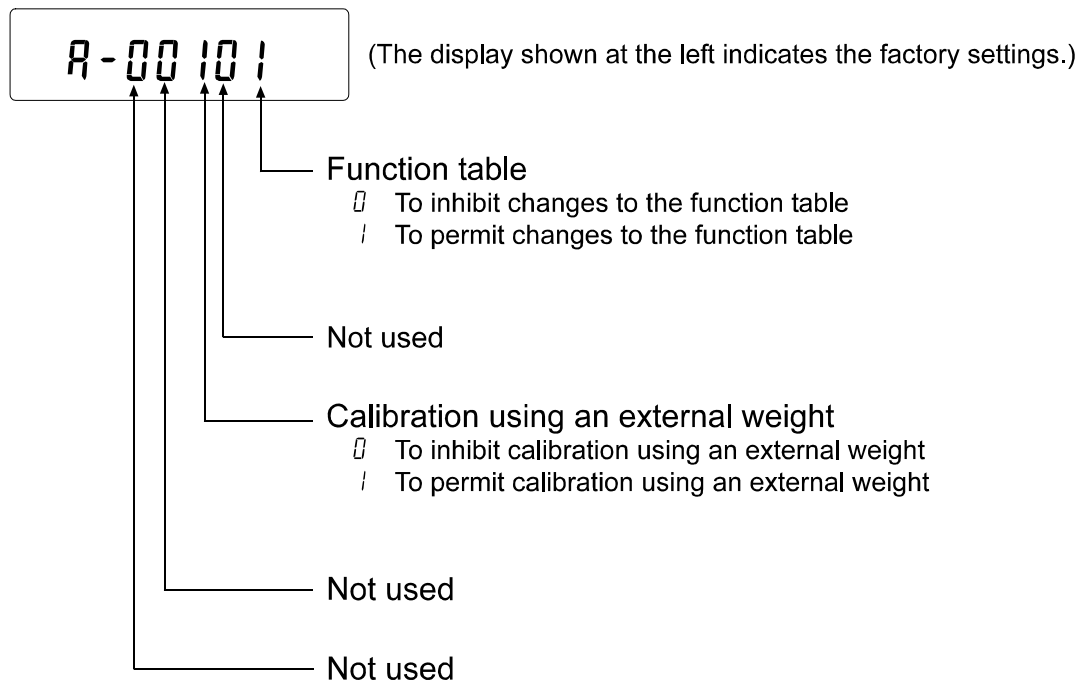 A-00101
(The display shown at the left indicates the factory settings.)
Function table
0 To inhibit changes to the function table
1 To permit changes to the function table
Not used
Calibration using an external weight
0 To inhibit calibration using an external weight
1 To permit calibration using an external weight
Not used
Not used